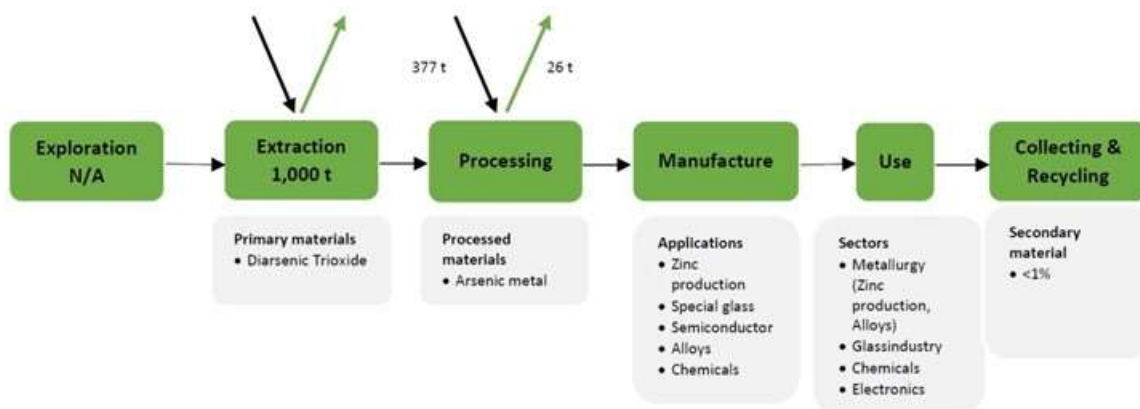 377 t
26 t
Exploration
N/A
Extraction
1,000 t
Processing
Manufacture
Use
Collecting &
Recycling
Primary materials
• Diarsenic Trioxide
Processed
materials
• Arsenic metal
Applications
• Zinc
production
• Special glass
• Semiconductor
• Alloys
• Chemicals
Sectors
• Metallurgy
(Zinc
production,
Alloys)
• Glassindustry
• Chemicals
• Electronics
Secondary
material
• <1%